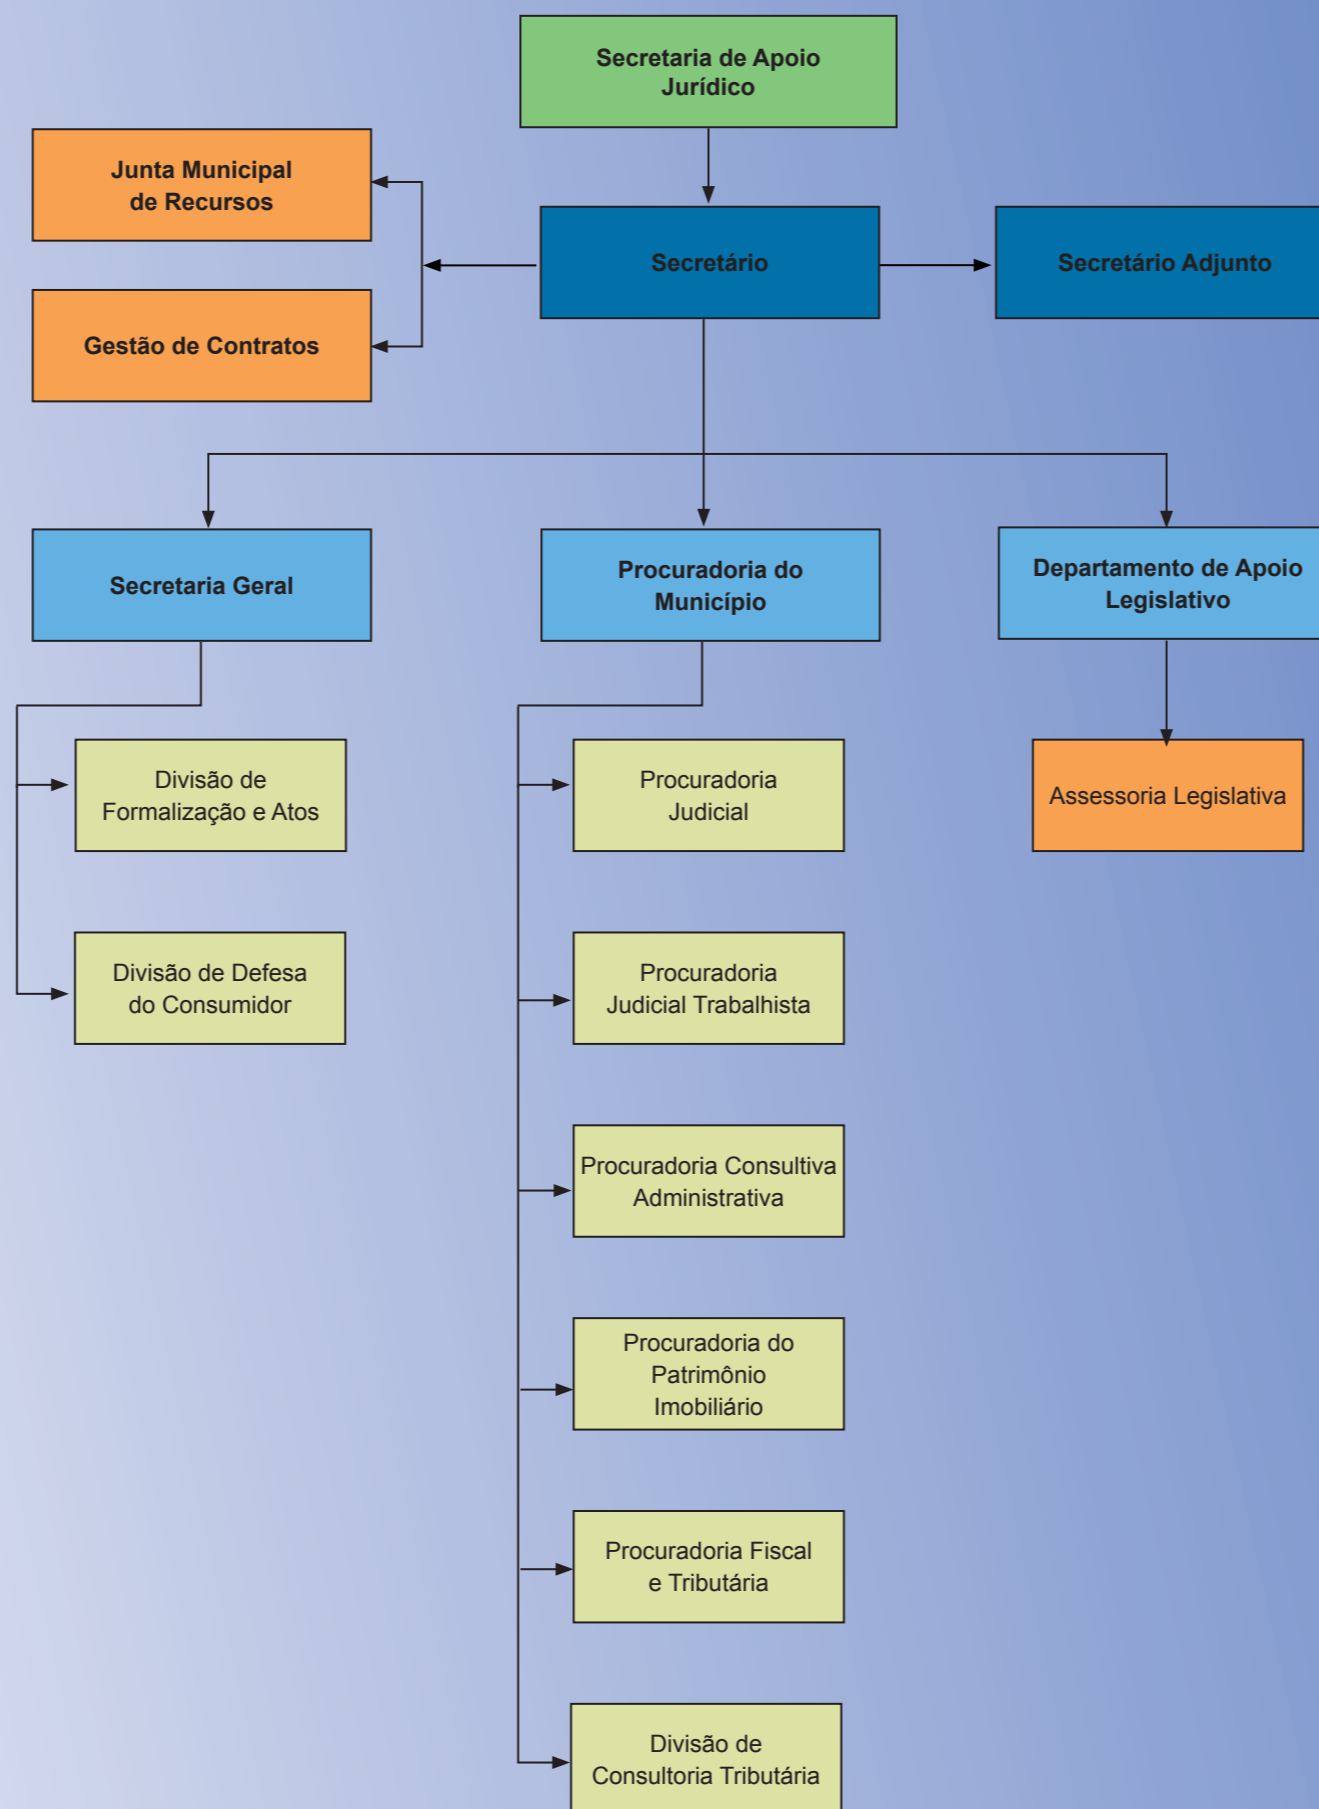 Secretaria de Apoio
Jurídico
Junta Municipal
de Recursos
Secretário
Secretário Adjunto
Gestão de Contratos
Secretaria Geral
Procuradoria do
Município
Departamento de Apoio
Legislativo
Divisão de
Formalização e Atos
Procuradoria
Judicial
Assessoria Legislativa
Divisão de Defesa
do Consumidor
Procuradoria
Judicial Trabalhista
Procuradoria Consultiva
Administrativa
Procuradoria do
Patrimônio
Imobiliário
Procuradoria Fiscal
e Tributária
Divisão de
Consultoria Tributária